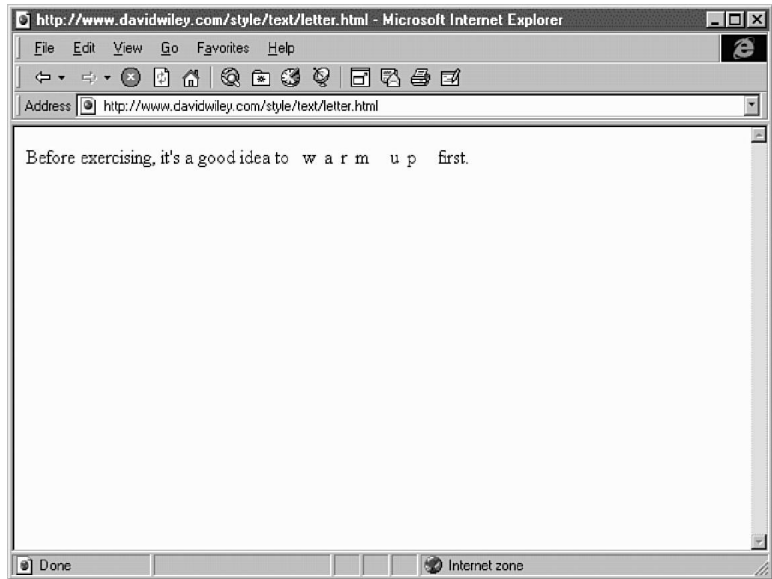 http://www.davidwiley.com/style/text/letter.html - Microsoft Internet Explorer
File Edit View Go Favorites Help
Address http://www.davidwiley.com/style/text/letter.html
Before exercising, it's a good idea to w a r m u p first.
Done Internet zone